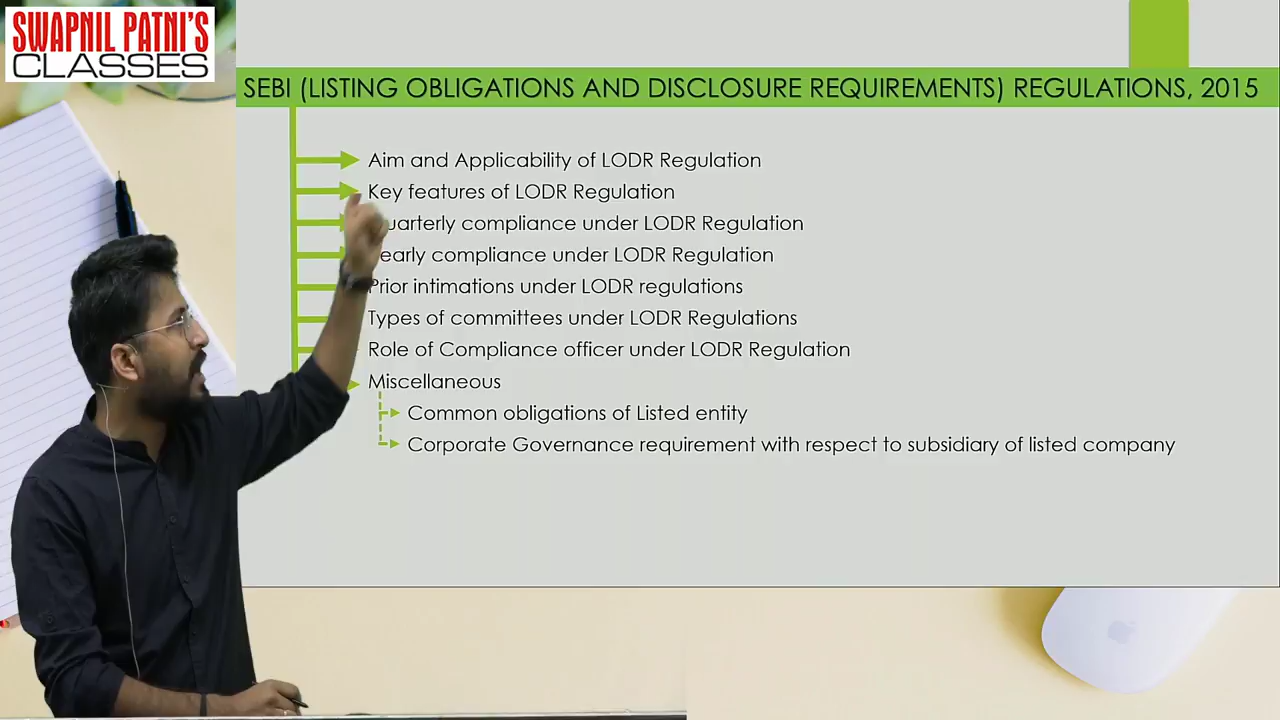 SWAPNIL PATNI'S
CLASSES
SEBI (LISTING OBLIGATIONS AND DISCLOSURE REQUIREMENTS) REGULATIONS, 2015
Aim and Applicability of LODR Regulation
Key features of LODR Regulation
uarterly compliance under LODR Regulation
early compliance under LODR Regulation
Prior intimations under LODR regulations
Types of committees under LODR Regulations
Role of Compliance officer under LODR Regulation
Miscellaneous
Common obligations of Listed entity
Corporate Governance requirement with respect to subsidiary of listed company